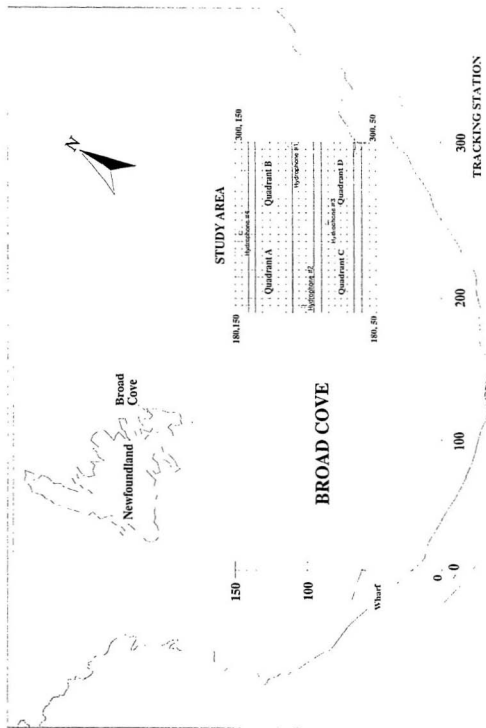 N
STUDY AREA
180,150
300, 150
Hydrophone #4
Quadrant A
Quadrant B
Hydrophone #1
Hydrophone #2
Hydrophone #3
Quadrant C
Quadrant D
180, 50
300, 50
Newfoundland
Broad
Cove
BROAD COVE
150
100
Wharf
0
0
100
200
300
TRACKING STATION